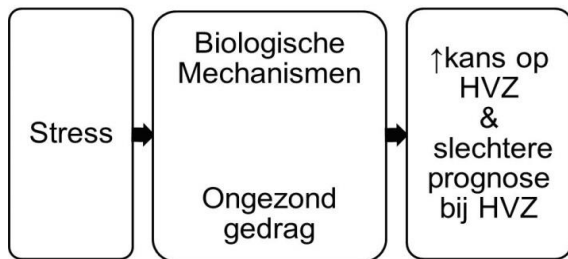 Stress
Biologische
Mechanismen
Ongezond
gedrag
↑kans op
HVZ
&
slechtere
prognose
bij HVZ